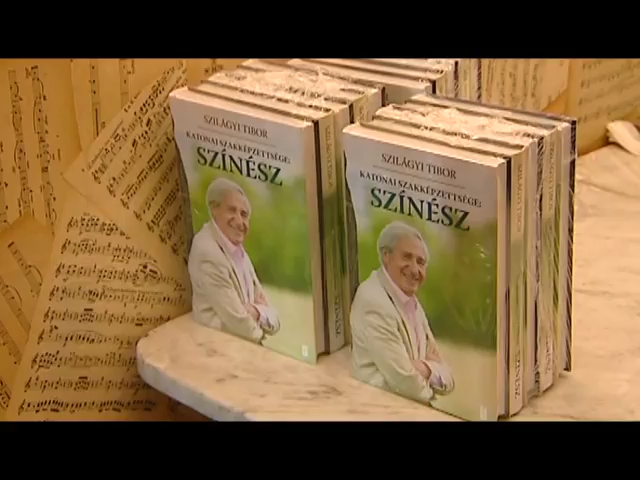 SZILÁGYI TIBOR
KATONAI SZAKKÉPZETTSÉGE:
SZÍNÉSZ
SZILÁGYI TIBOR
KATONAI SZAKKÉPZETTSÉGE:
SZÍNÉSZ